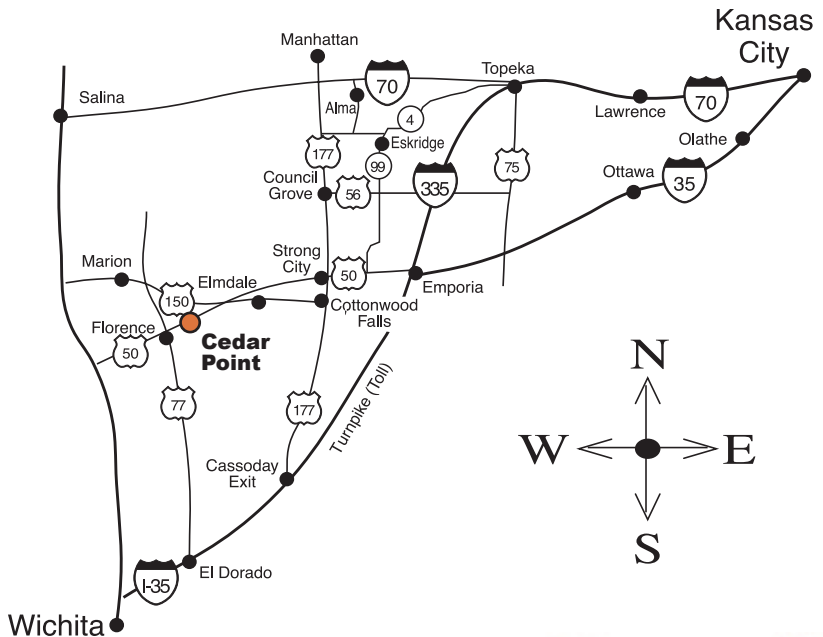 Kansas
City
Manhattan
Topeka
70
Salina
Alma
4
Lawrence
70
Eskridge
Olathe
177
99
75
Ottawa
35
Council
Grove
56
335
Strong
City
50
Marion
Elmdale
Emporia
150
Cottonwood
Falls
Florence
Cedar
Point
50
N
77
177
Turnpike (Toll)
W
E
Cassoday
Exit
S
El Dorado
I-35
Wichita